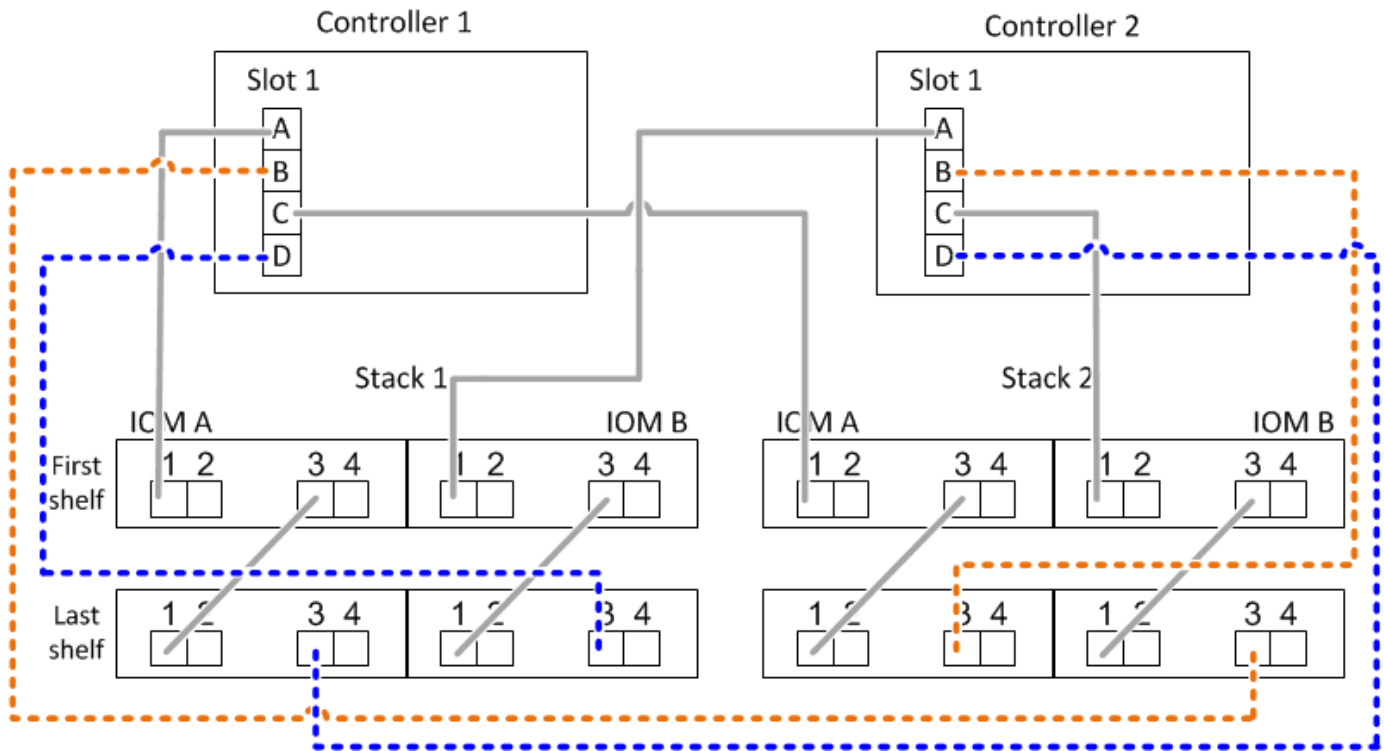 Controller 1
Controller 2
Slot 1
Slot 1
A
A
B
B
C
C
D
D
Stack 1
Stack 2
IOM A
IOM B
IOM A
IOM B
First
shelf
1 2 3 4 1 2 3 4 1 2 3 4 1 2 3 4
Last
shelf
1 2 3 4 1 2 3 4 1 2 3 4 1 2 3 4